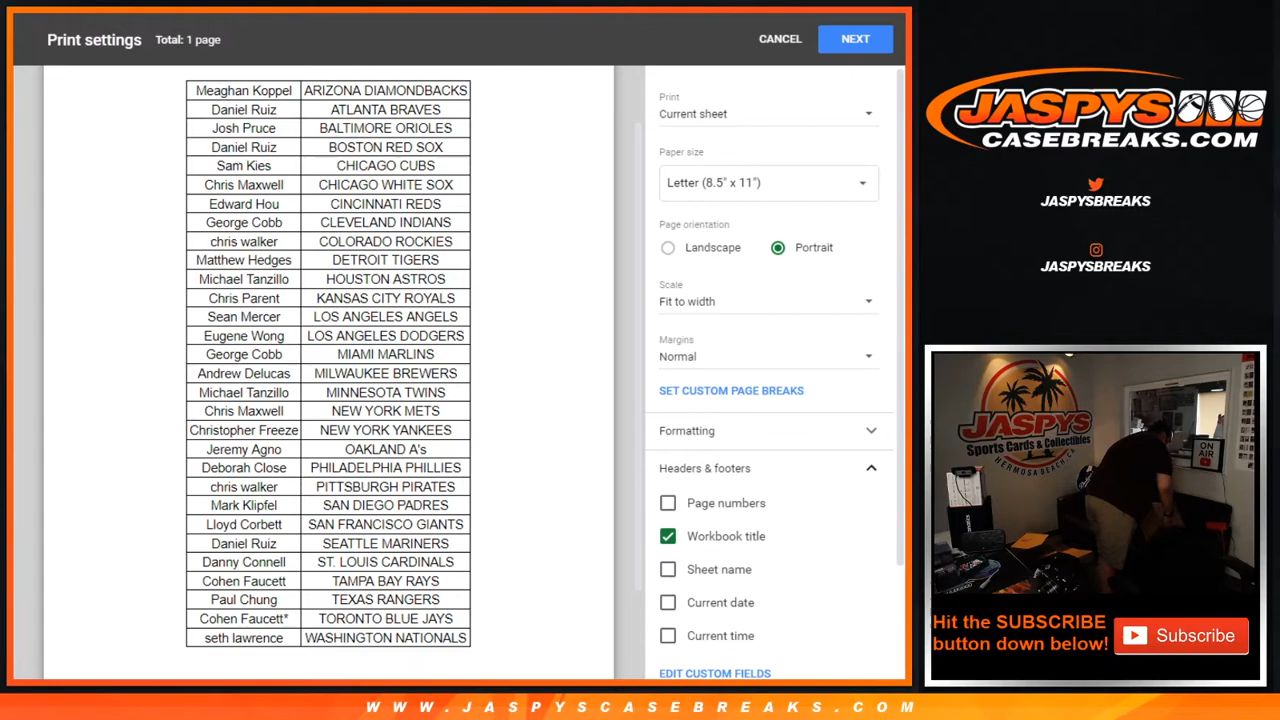 Print settings Total: 1 page CANCEL NEXT
Meaghan Koppel ARIZONA DIAMONDBACKS
Daniel Ruiz ATLANTA BRAVES
Josh Pruce BALTIMORE ORIOLES
Daniel Ruiz BOSTON RED SOX
Sam Kies CHICAGO CUBS
Chris Maxwell CHICAGO WHITE SOX
Edward Hou CINCINNATI REDS
George Cobb CLEVELAND INDIANS
chris walker COLORADO ROCKIES
Matthew Hedges DETROIT TIGERS
Michael Tanzillo HOUSTON ASTROS
Chris Parent KANSAS CITY ROYALS
Sean Mercer LOS ANGELES ANGELS
Eugene Wong LOS ANGELES DODGERS
George Cobb MIAMI MARLINS
Andrew Delucas MILWAUKEE BREWERS
Michael Tanzillo MINNESOTA TWINS
Chris Maxwell NEW YORK METS
Christopher Freeze NEW YORK YANKEES
Jeremy Agno OAKLAND A's
Deborah Close PHILADELPHIA PHILLIES
chris walker PITTSBURGH PIRATES
Mark Klipfel SAN DIEGO PADRES
Lloyd Corbett SAN FRANCISCO GIANTS
Daniel Ruiz SEATTLE MARINERS
Danny Connell ST. LOUIS CARDINALS
Cohen Faucett TAMPA BAY RAYS
Paul Chung TEXAS RANGERS
Cohen Faucett* TORONTO BLUE JAYS
seth lawrence WASHINGTON NATIONALS
Print
Current sheet
Paper size
Letter (8.5" x 11")
Page orientation
Landscape Portrait
Scale
Fit to width
Margins
Normal
SET CUSTOM PAGE BREAKS
Formatting
Headers & footers
Page numbers
Workbook title
Sheet name
Current date
Current time
EDIT CUSTOM FIELDS
JASPYS
CASEBREAKS.COM
JASPYSBREAKS
JASPYSBREAKS
JASPYS
Sports Cards & Collectibles
HERMOSA BEACH, CA
ON
AIR
Hit the SUBSCRIBE
button down below!
Subscribe
WWW.JASPYSCASEBREAKS.COM